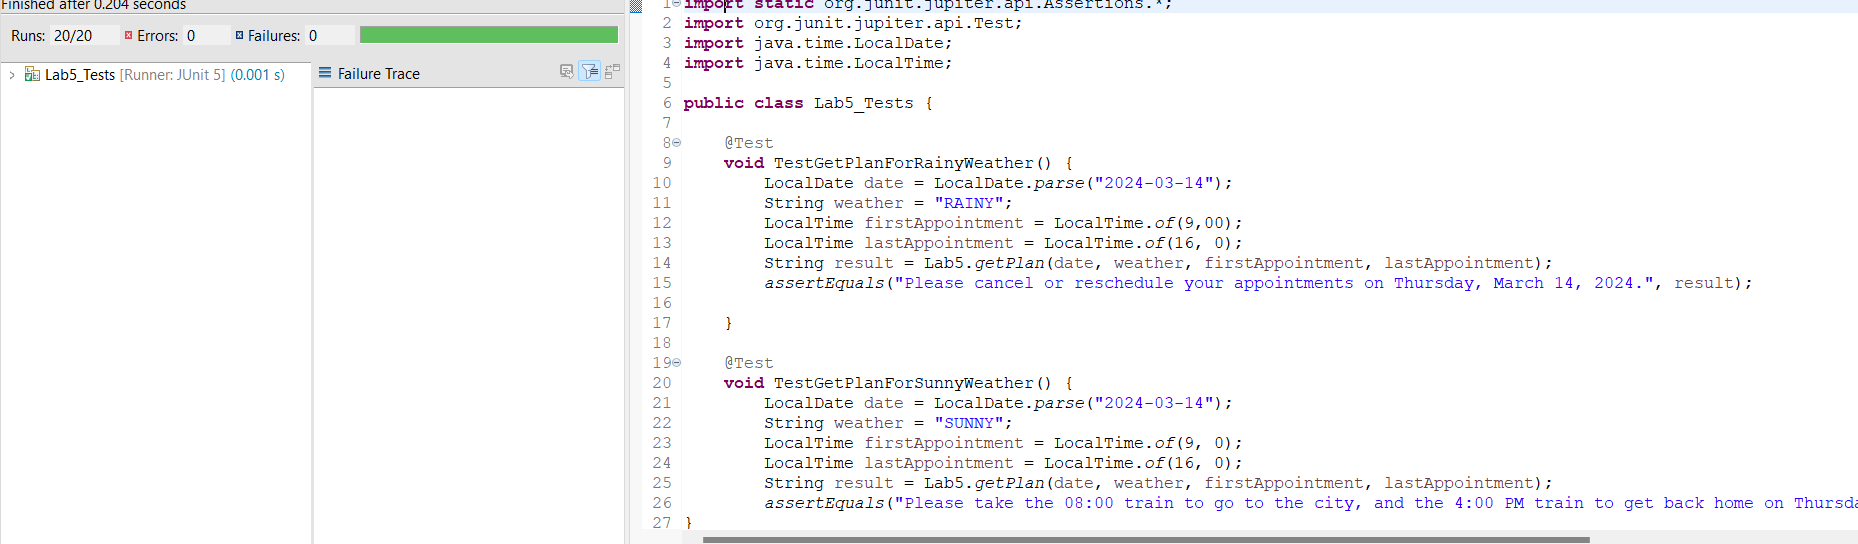 Finished after 0.204 seconds
Runs: 20/20 Errors: 0 Failures: 0
Lab5_Tests [Runner: JUnit 5] (0.001 s)
Failure Trace
1 import static org.junit.jupiter.api.Assertions.*;
2 import org.junit.jupiter.api.Test;
3 import java.time.LocalDate;
4 import java.time.LocalTime;
5
6 public class Lab5_Tests {
7
8 @Test
9 void TestGetPlanForRainyWeather() {
10 LocalDate date = LocalDate.parse("2024-03-14");
11 String weather = "RAINY";
12 LocalTime firstAppointment = LocalTime.of(9,00);
13 LocalTime lastAppointment = LocalTime.of(16, 0);
14 String result = Lab5.getPlan(date, weather, firstAppointment, lastAppointment);
15 assertEquals("Please cancel or reschedule your appointments on Thursday, March 14, 2024.", result);
16
17 }
18
19 @Test
20 void TestGetPlanForSunnyWeather() {
21 LocalDate date = LocalDate.parse("2024-03-14");
22 String weather = "SUNNY";
23 LocalTime firstAppointment = LocalTime.of(9, 0);
24 LocalTime lastAppointment = LocalTime.of(16, 0);
25 String result = Lab5.getPlan(date, weather, firstAppointment, lastAppointment);
26 assertEquals("Please take the 08:00 train to go to the city, and the 4:00 PM train to get back home on Thursda
27 }